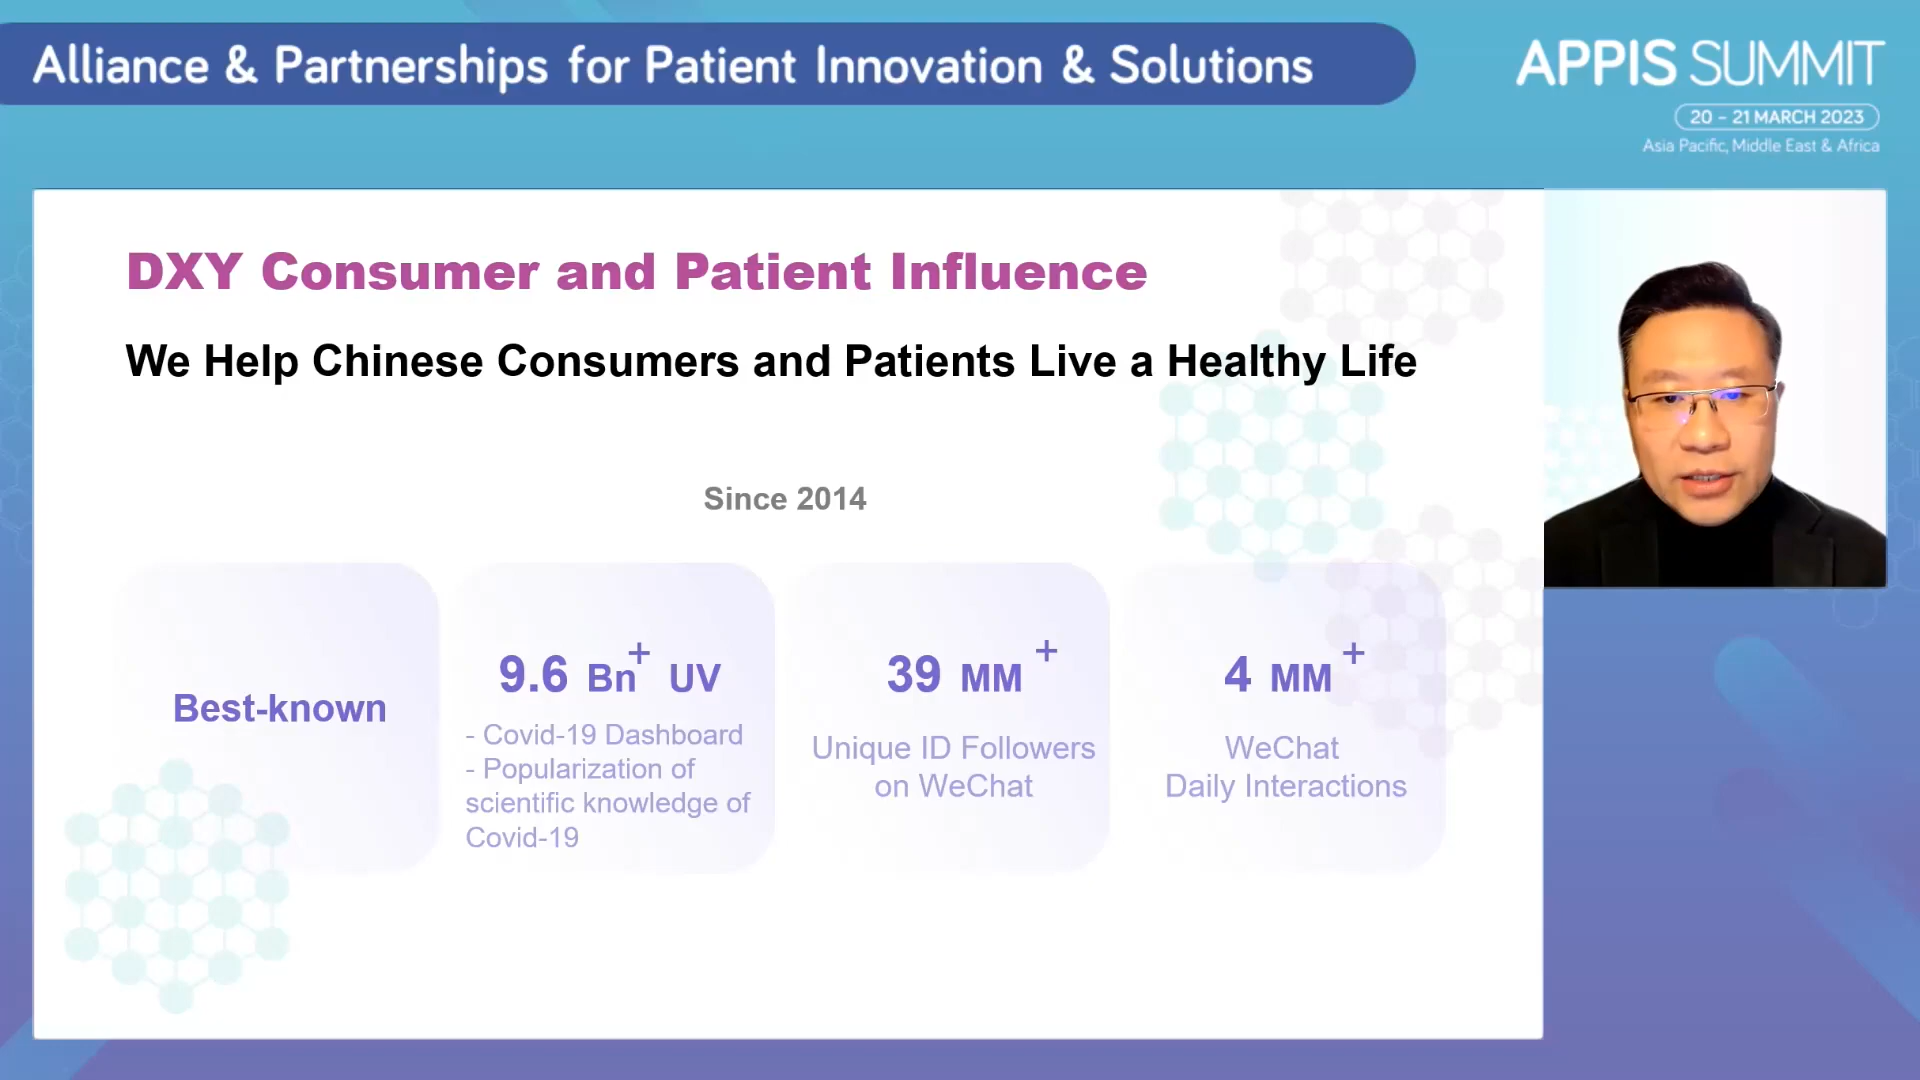 Alliance & Partnerships for Patient Innovation & Solutions
APPIS SUMMIT
20 - 21 MARCH 2023
Asia Pacific, Middle East & Africa
DXY Consumer and Patient Influence
We Help Chinese Consumers and Patients Live a Healthy Life
Since 2014
Best-known
9.6 Bn+ UV
- Covid-19 Dashboard
- Popularization of
scientific knowledge of
Covid-19
39 MM +
Unique ID Followers
on WeChat
4 MM +
WeChat
Daily Interactions